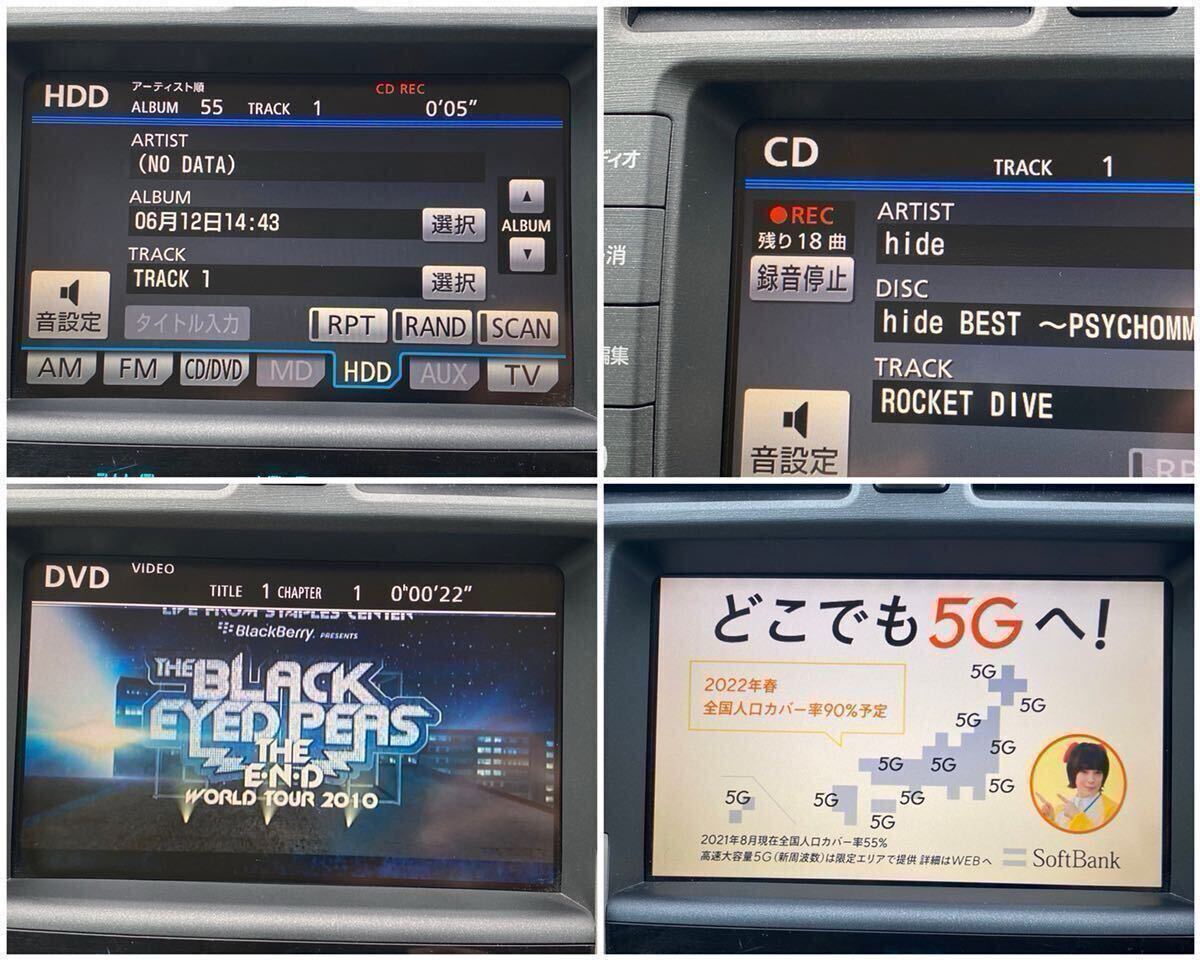 HDD
アーティスト順
CD REC
ALBUM 55 TRACK 1 0'05"
ARTIST
(NO DATA)
ALBUM
06月12日14:43
選択
ALBUM
TRACK
TRACK 1
選択
音設定
タイトル入力
RPT
RAND
SCAN
AM FM CD/DVD MD HDD AUX TV
CD
TRACK 1
REC
残り18曲
録音停止
ARTIST
hide
DISC
hide BEST ～PSYCHOMM
TRACK
ROCKET DIVE
音設定
RP
ディオ
消
編集
DVD
VIDEO
TITLE 1 CHAPTER 1 0h00'22"
LIFE FROM STAPLES CENTER
BlackBerry. PRESENTS
THE BLACK
EYED PEAS
THE
E·N·D
WORLD TOUR 2010
どこでも5Gへ!
2022年春
全国人口カバー率90%予定
5G
5G
5G
5G
5G
5G
5G
5G
5G
5G
5G
2021年8月現在全国人口カバー率55%
高速大容量5G(新周波数)は限定エリアで提供 詳細はWEBへ
SoftBank